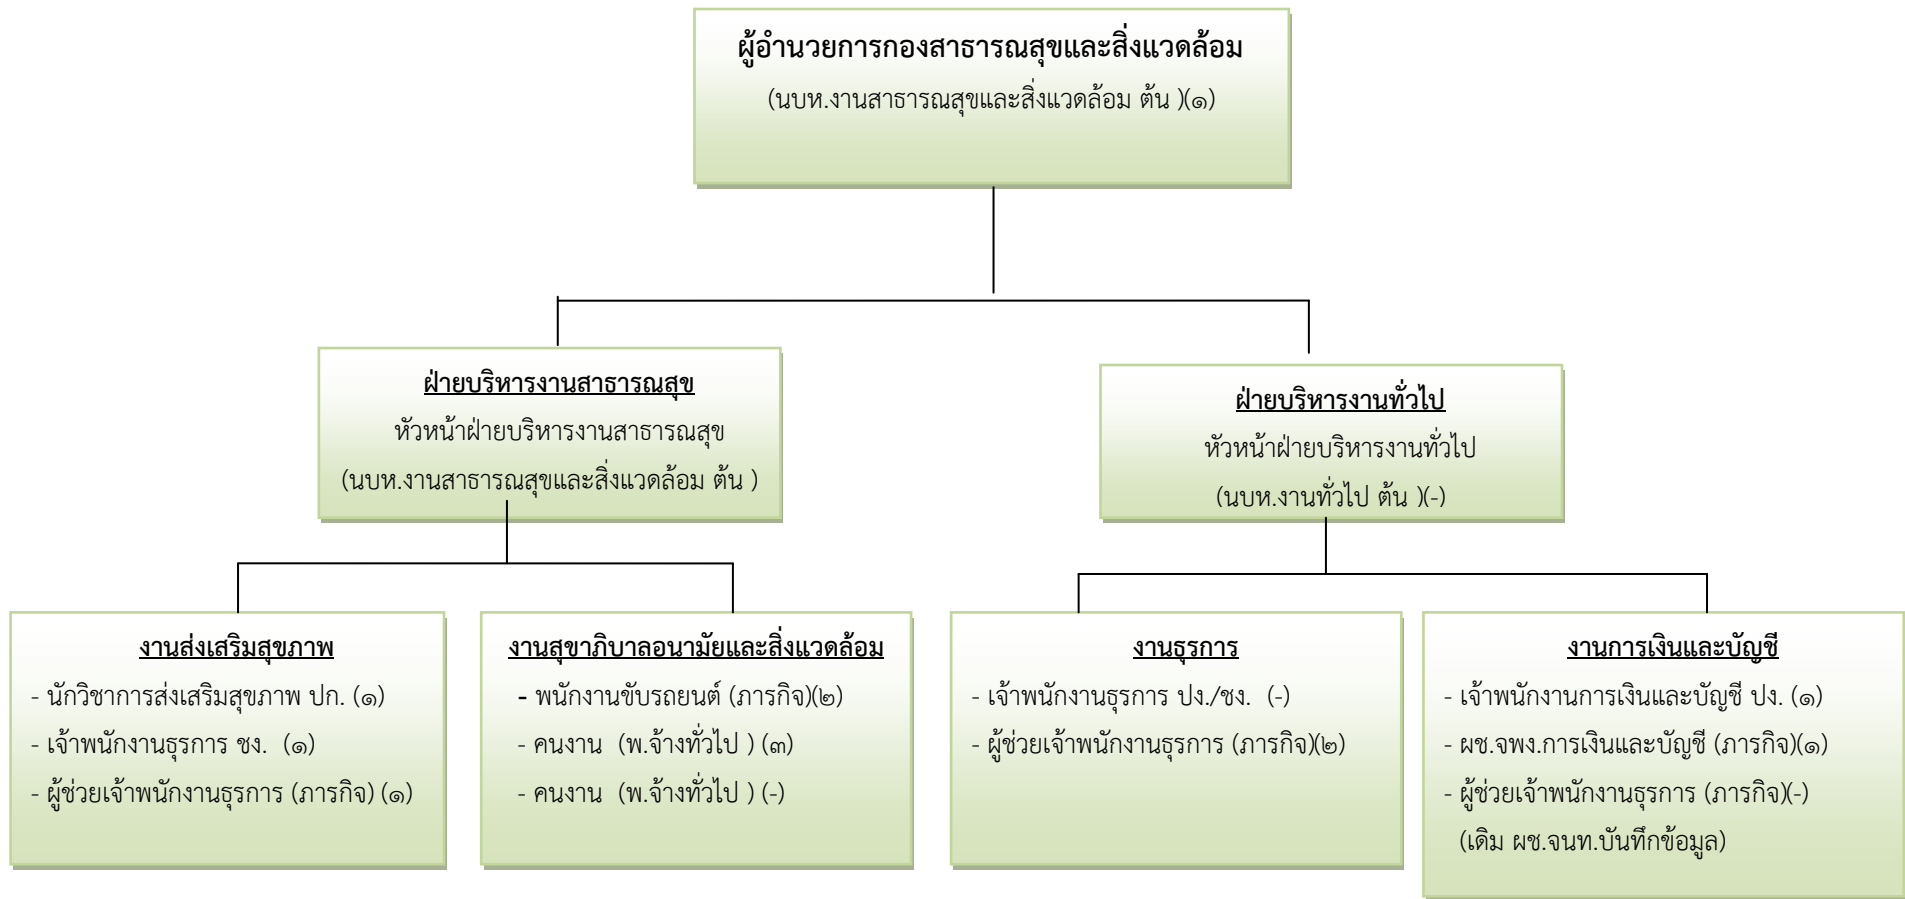 ผู้อำนวยการกองสาธารณสุขและสิ่งแวดล้อม
(นบห.งานสาธารณสุขและสิ่งแวดล้อม ต้น )(๑)
ฝ่ายบริหารงานสาธารณสุข
หัวหน้าฝ่ายบริหารงานสาธารณสุข
(นบห.งานสาธารณสุขและสิ่งแวดล้อม ต้น )
ฝ่ายบริหารงานทั่วไป
หัวหน้าฝ่ายบริหารงานทั่วไป
(นบห.งานทั่วไป ต้น )(-)
งานส่งเสริมสุขภาพ
- นักวิชาการส่งเสริมสุขภาพ ปก. (๑)
- เจ้าพนักงานธุรการ ชง. (๑)
- ผู้ช่วยเจ้าพนักงานธุรการ (ภารกิจ) (๑)
งานสุขาภิบาลอนามัยและสิ่งแวดล้อม
- พนักงานขับรถยนต์ (ภารกิจ)(๒)
- คนงาน (พ.จ้างทั่วไป ) (๓)
- คนงาน (พ.จ้างทั่วไป ) (-)
งานธุรการ
- เจ้าพนักงานธุรการ ปง./ชง. (-)
- ผู้ช่วยเจ้าพนักงานธุรการ (ภารกิจ)(๒)
งานการเงินและบัญชี
- เจ้าพนักงานการเงินและบัญชี ปง. (๑)
- ผช.จพง.การเงินและบัญชี (ภารกิจ)(๑)
- ผู้ช่วยเจ้าพนักงานธุรการ (ภารกิจ)(-)
(เดิม ผช.จนท.บันทึกข้อมูล)